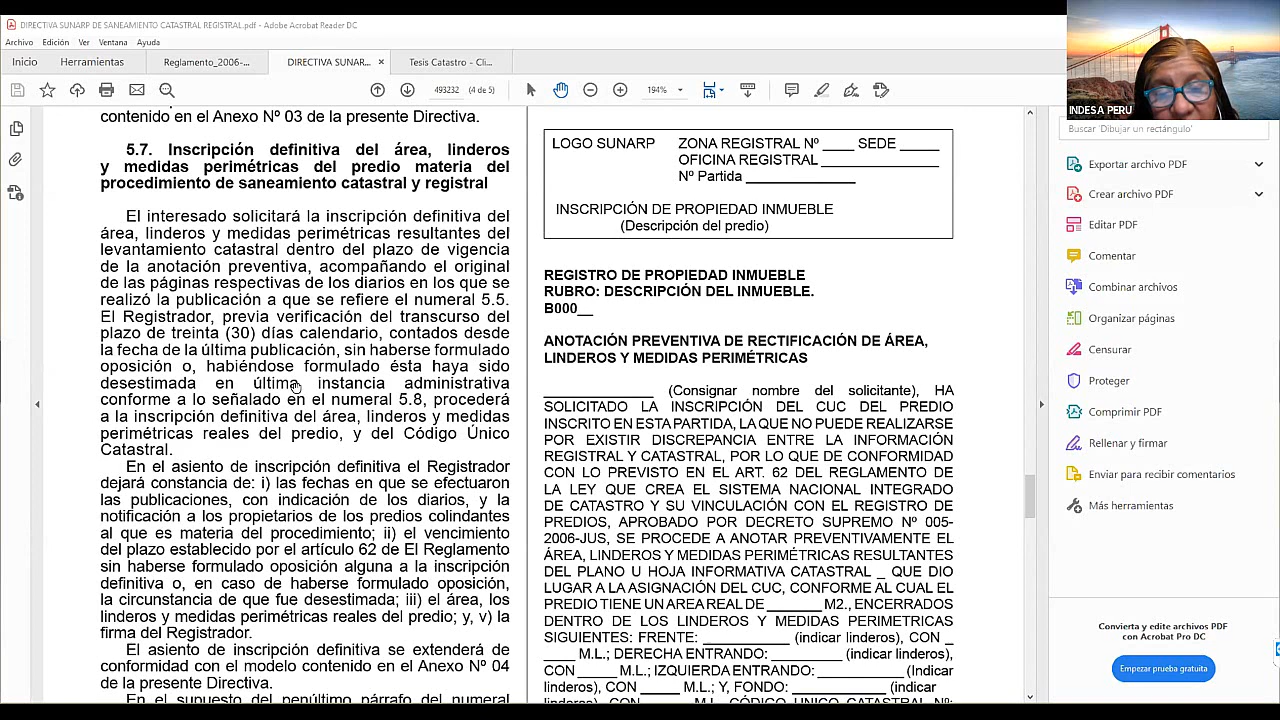 DIRECTIVA SUNARP DE SANEAMIENTO CATASTRAL REGISTRAL.pdf - Adobe Acrobat Reader DC
Archivo Edición Ver Ventana Ayuda
Inicio Herramientas Reglamento_2006-... DIRECTIVA SUNAR... × Tesis Catastro - Cli...
493232 (4 de 5) 194%
INDESA PERU
contenido en el Anexo Nº 03 de la presente Directiva.
5.7. Inscripción definitiva del área, linderos
y medidas perimétricas del predio materia del
procedimiento de saneamiento catastral y registral
El interesado solicitará la inscripción definitiva del
área, linderos y medidas perimétricas resultantes del
levantamiento catastral dentro del plazo de vigencia
de la anotación preventiva, acompañando el original
de las páginas respectivas de los diarios en los que se
realizó la publicación a que se refiere el numeral 5.5.
El Registrador, previa verificación del transcurso del
plazo de treinta (30) días calendario, contados desde
la fecha de la última publicación, sin haberse formulado
oposición o, habiéndose formulado ésta haya sido
desestimada en última instancia administrativa
conforme a lo señalado en el numeral 5.8, procederá
a la inscripción definitiva del área, linderos y medidas
perimétricas reales del predio, y del Código Único
Catastral.
En el asiento de inscripción definitiva el Registrador
dejará constancia de: i) las fechas en que se efectuaron
las publicaciones, con indicación de los diarios, y la
notificación a los propietarios de los predios colindantes
al que es materia del procedimiento; ii) el vencimiento
del plazo establecido por el artículo 62 de El Reglamento
sin haberse formulado oposición alguna a la inscripción
definitiva o, en caso de haberse formulado oposición,
la circunstancia de que fue desestimada; iii) el área, los
linderos y medidas perimétricas reales del predio; y, v) la
firma del Registrador.
El asiento de inscripción definitiva se extenderá de
conformidad con el modelo contenido en el Anexo Nº 04
de la presente Directiva.
En el supuesto del penúltimo párrafo del numeral
LOGO SUNARP ZONA REGISTRAL Nº ____ SEDE _____
OFICINA REGISTRAL _______________
Nº Partida ______________
INSCRIPCIÓN DE PROPIEDAD INMUEBLE
(Descripción del predio)
REGISTRO DE PROPIEDAD INMUEBLE
RUBRO: DESCRIPCIÓN DEL INMUEBLE.
B000__
ANOTACIÓN PREVENTIVA DE RECTIFICACIÓN DE ÁREA,
LINDEROS Y MEDIDAS PERIMÉTRICAS
______________ (Consignar nombre del solicitante), HA
SOLICITADO LA INSCRIPCIÓN DEL CUC DEL PREDIO
INSCRITO EN ESTA PARTIDA, LA QUE NO PUEDE REALIZARSE
POR EXISTIR DISCREPANCIA ENTRE LA INFORMACIÓN
REGISTRAL Y CATASTRAL, POR LO QUE DE CONFORMIDAD
CON LO PREVISTO EN EL ART. 62 DEL REGLAMENTO DE
LA LEY QUE CREA EL SISTEMA NACIONAL INTEGRADO
DE CATASTRO Y SU VINCULACIÓN CON EL REGISTRO DE
PREDIOS, APROBADO POR DECRETO SUPREMO Nº 005-
2006-JUS, SE PROCEDE A ANOTAR PREVENTIVAMENTE EL
ÁREA, LINDEROS Y MEDIDAS PERIMÉTRICAS RESULTANTES
DEL PLANO U HOJA INFORMATIVA CATASTRAL _ QUE DIO
LUGAR A LA ASIGNACIÓN DEL CUC, CONFORME AL CUAL EL
PREDIO TIENE UN AREA REAL DE _______ M2., ENCERRADOS
DENTRO DE LOS LINDEROS Y MEDIDAS PERIMETRICAS
SIGUIENTES: FRENTE: ___________ (indicar linderos), CON _
____ M.L.; DERECHA ENTRANDO: _________ (indicar linderos),
CON _____ M.L.; IZQUIERDA ENTRANDO: ___________ (Indicar
linderos), CON _____ M.L.; Y, FONDO: ____________ (indicar
linderos), CON _____ M.L. CÓDIGO UNICO CATASTRAL Nº:
Buscar 'Dibujar un rectángulo'
Exportar archivo PDF
Crear archivo PDF
Editar PDF
Comentar
Combinar archivos
Organizar páginas
Censurar
Proteger
Comprimir PDF
Rellenar y firmar
Enviar para recibir comentarios
Más herramientas
Convierta y edite archivos PDF
con Acrobat Pro DC
Empezar prueba gratuita